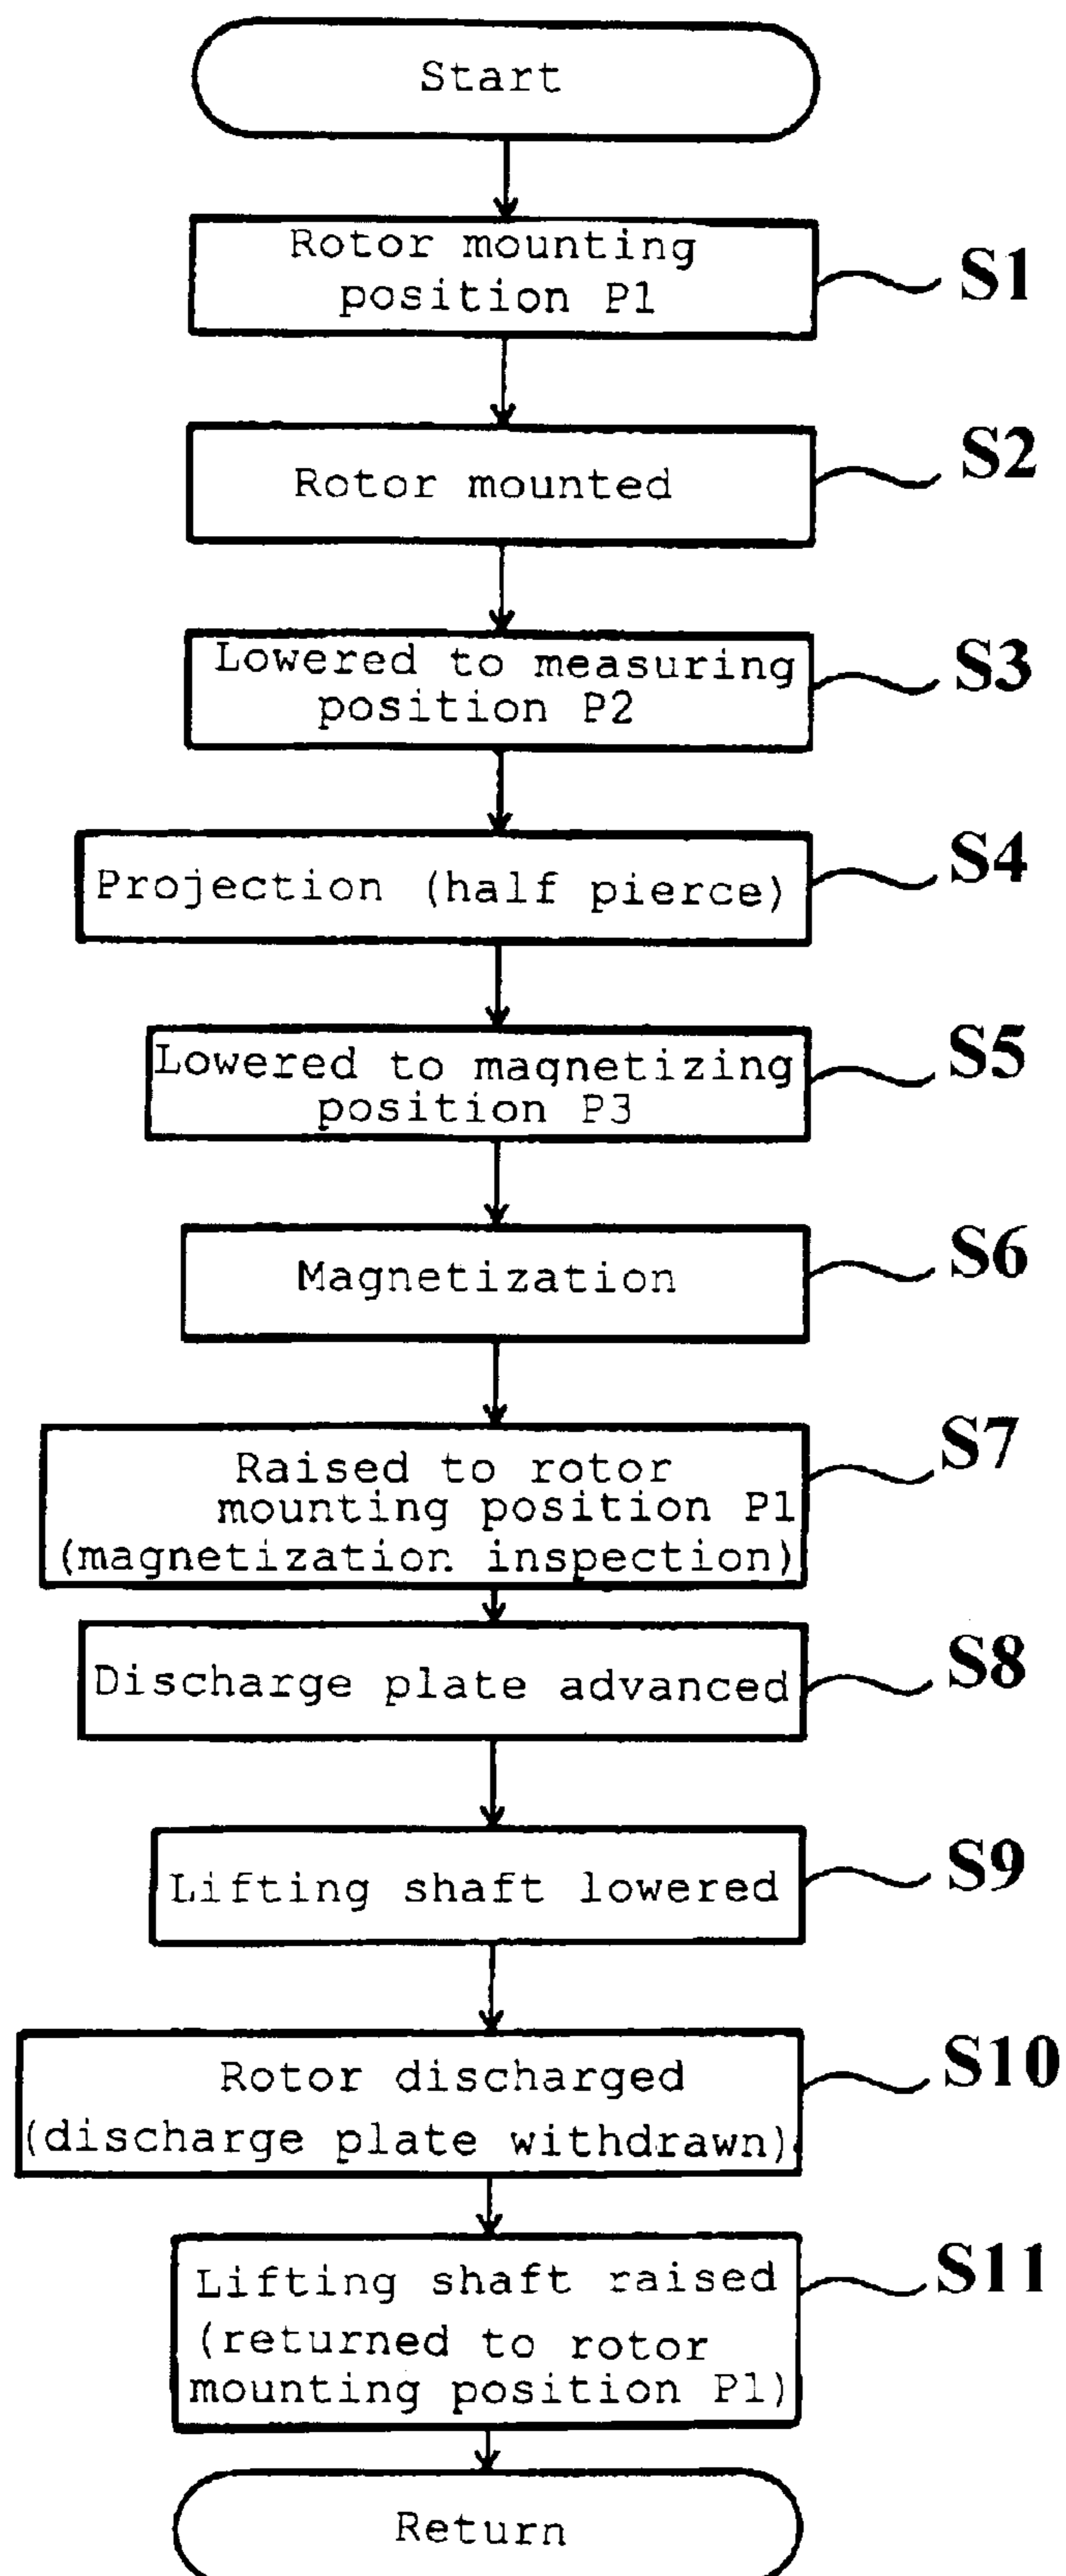 Start
Rotor mounting
position P1
S1
Rotor mounted
S2
Lowered to measuring
position P2
S3
Projection (half pierce)
S4
Lowered to magnetizing
position P3
S5
Magnetization
S6
Raised to rotor
mounting position P1
(magnetization inspection)
S7
Discharge plate advanced
S8
Lifting shaft lowered
S9
Rotor discharged
(discharge plate withdrawn)
S10
Lifting shaft raised
(returned to rotor
mounting position P1)
S11
Return